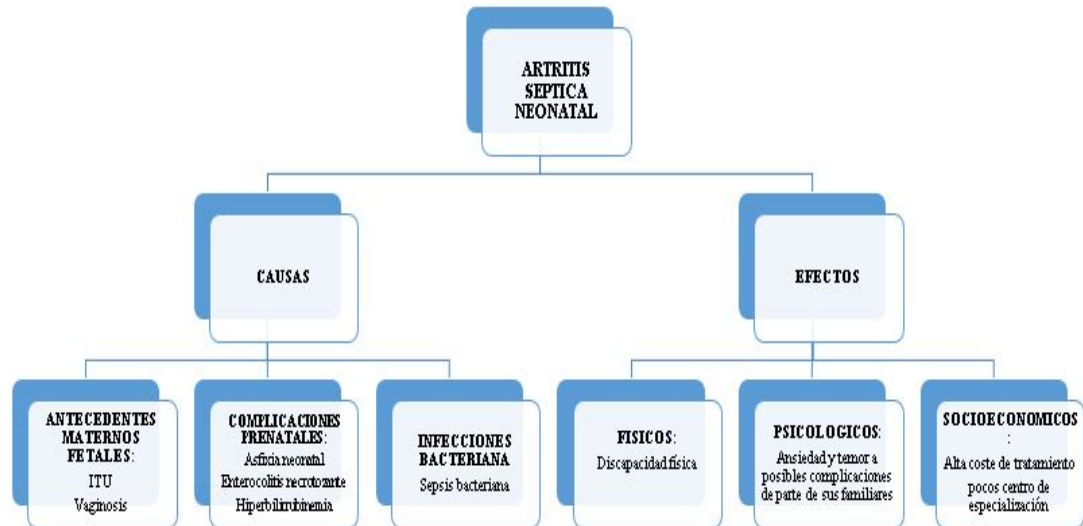 ARTRITIS
SEPTICA
NEONATAL
CAUSAS
EFECTOS
ANTECEDENTES
MATERNOS
FETALES:
ITU
Vaginosis
COMPLICACIONES
PRENATALES:
Asfixia neonatal
Enterocolitis necrotozante
Hiperbilirrubinemia
INFECCIONES
BACTERIANA
Sepsis bacteriana
FISICOS:
Discapacidad física
PSICOLOGICOS:
Ansiedad y temor a
posibles complicaciones
de parte de sus familiares
SOCIOECONOMICOS
:
Alta coste de tratamiento
pocos centro de
especialización